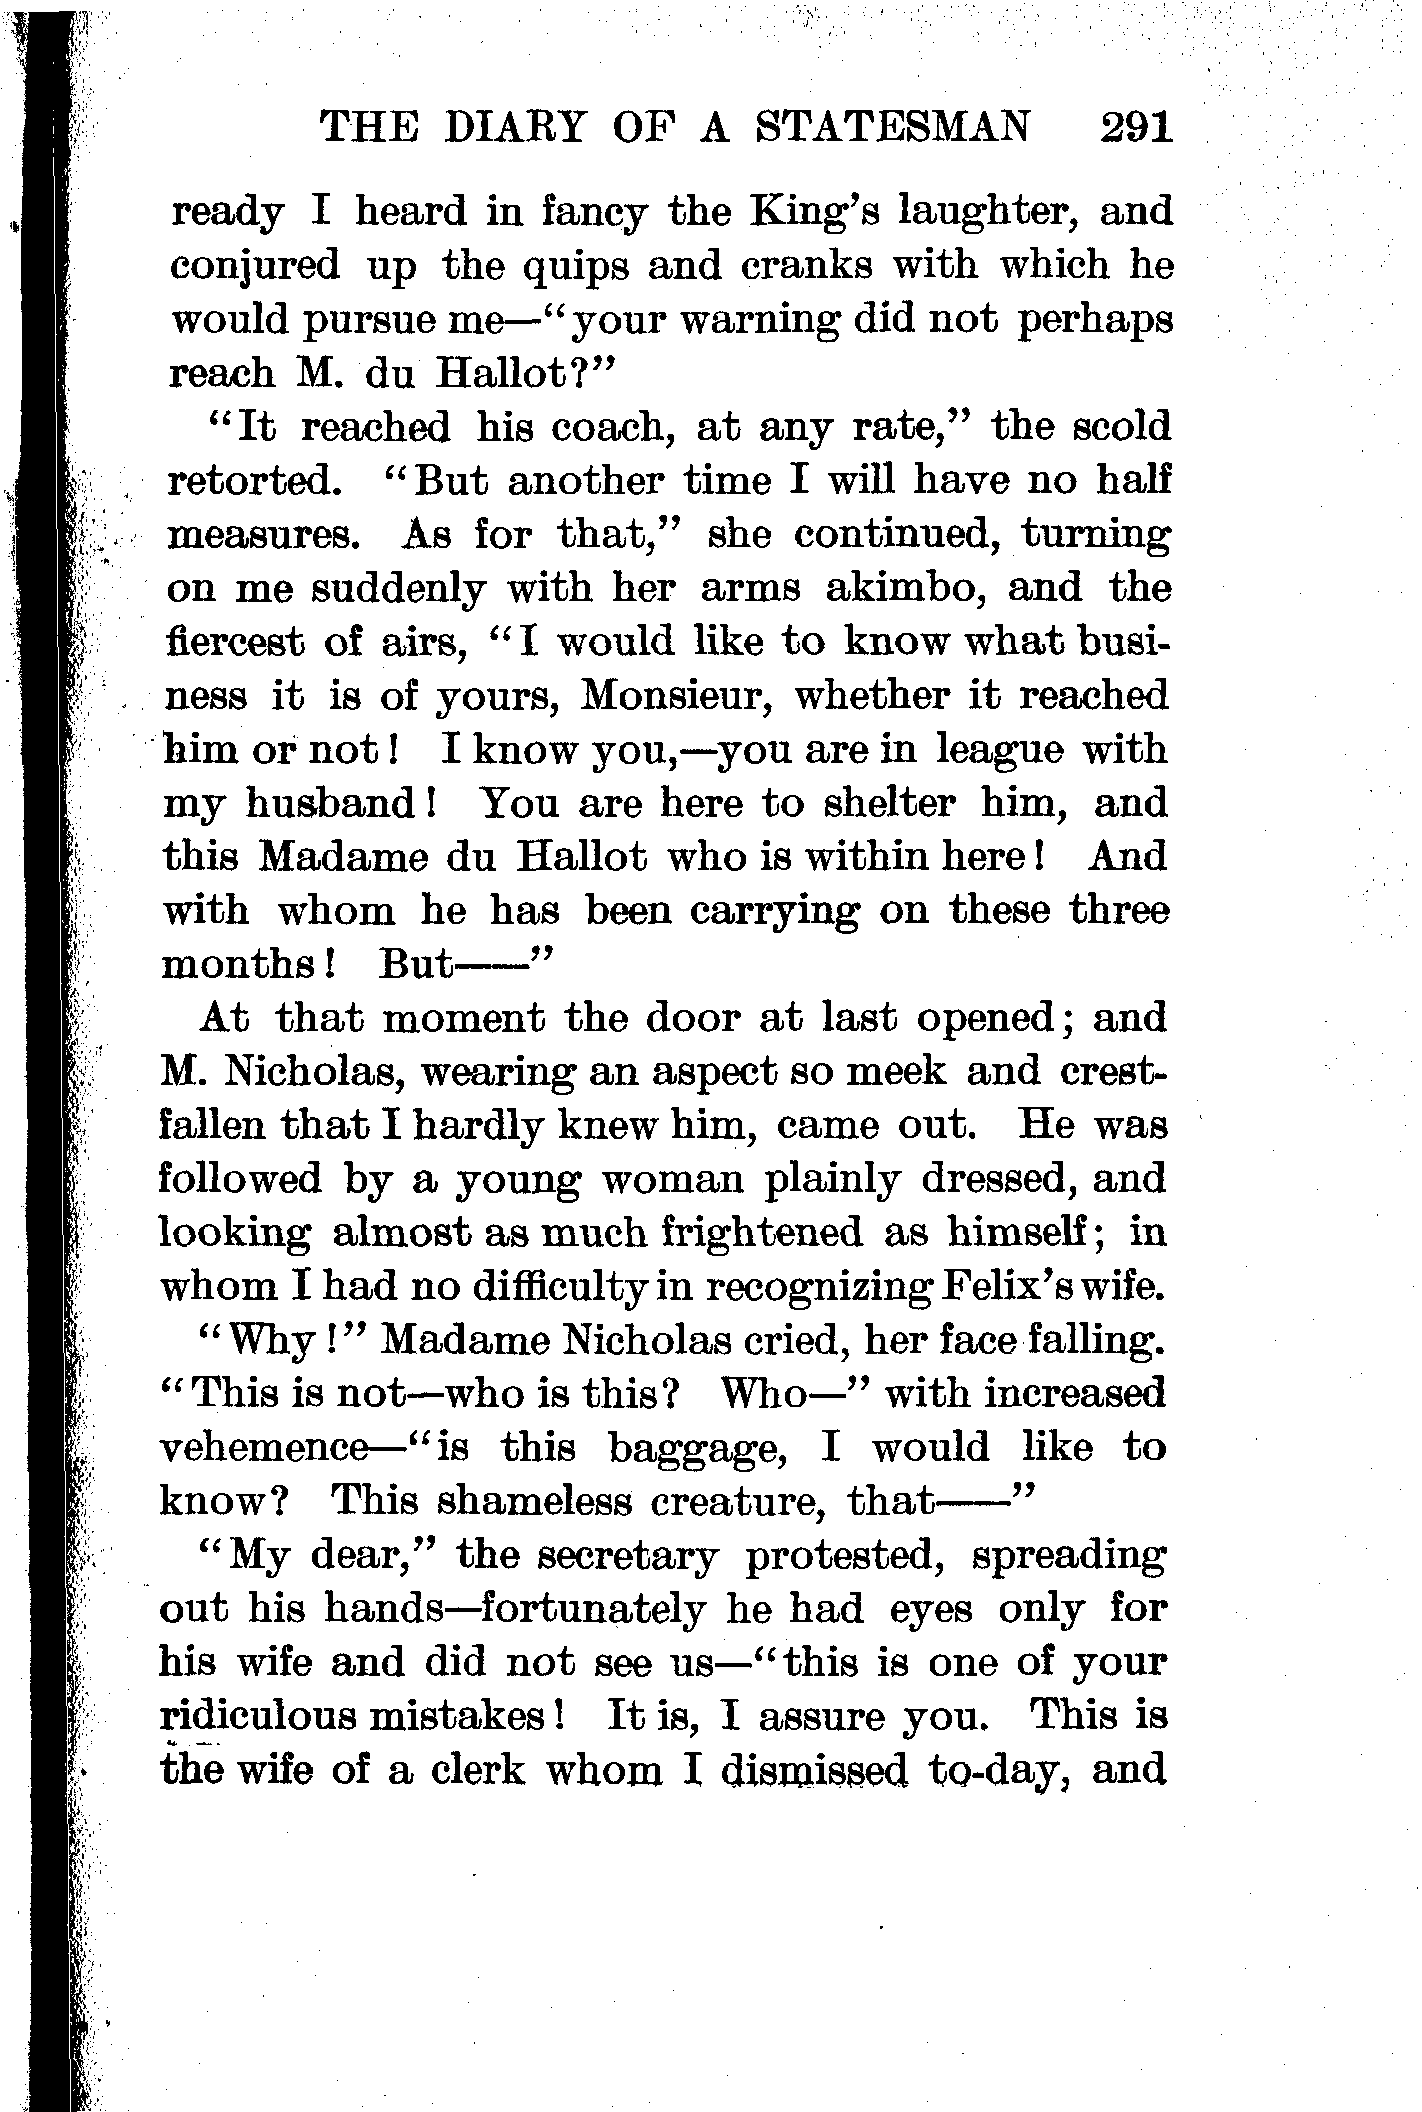 THE DIARY OF A STATESMAN 291
ready I heard in fancy the King's laughter, and
conjured up the quips and cranks with which he
would pursue me—"your warning did not perhaps
reach M. du Hallot?"
"It reached his coach, at any rate," the scold
retorted. "But another time I will have no half
measures. As for that," she continued, turning
on me suddenly with her arms akimbo, and the
fiercest of airs, "I would like to know what busi-
ness it is of yours, Monsieur, whether it reached
him or not! I know you,—you are in league with
my husband! You are here to shelter him, and
this Madame du Hallot who is within here! And
with whom he has been carrying on these three
months! But——"
At that moment the door at last opened; and
M. Nicholas, wearing an aspect so meek and crest-
fallen that I hardly knew him, came out. He was
followed by a young woman plainly dressed, and
looking almost as much frightened as himself; in
whom I had no difficulty in recognizing Felix's wife.
"Why!" Madame Nicholas cried, her face falling.
"This is not—who is this? Who—" with increased
vehemence—"is this baggage, I would like to
know? This shameless creature, that——"
"My dear," the secretary protested, spreading
out his hands—fortunately he had eyes only for
his wife and did not see us—"this is one of your
ridiculous mistakes! It is, I assure you. This is
the wife of a clerk whom I dismissed to-day, and